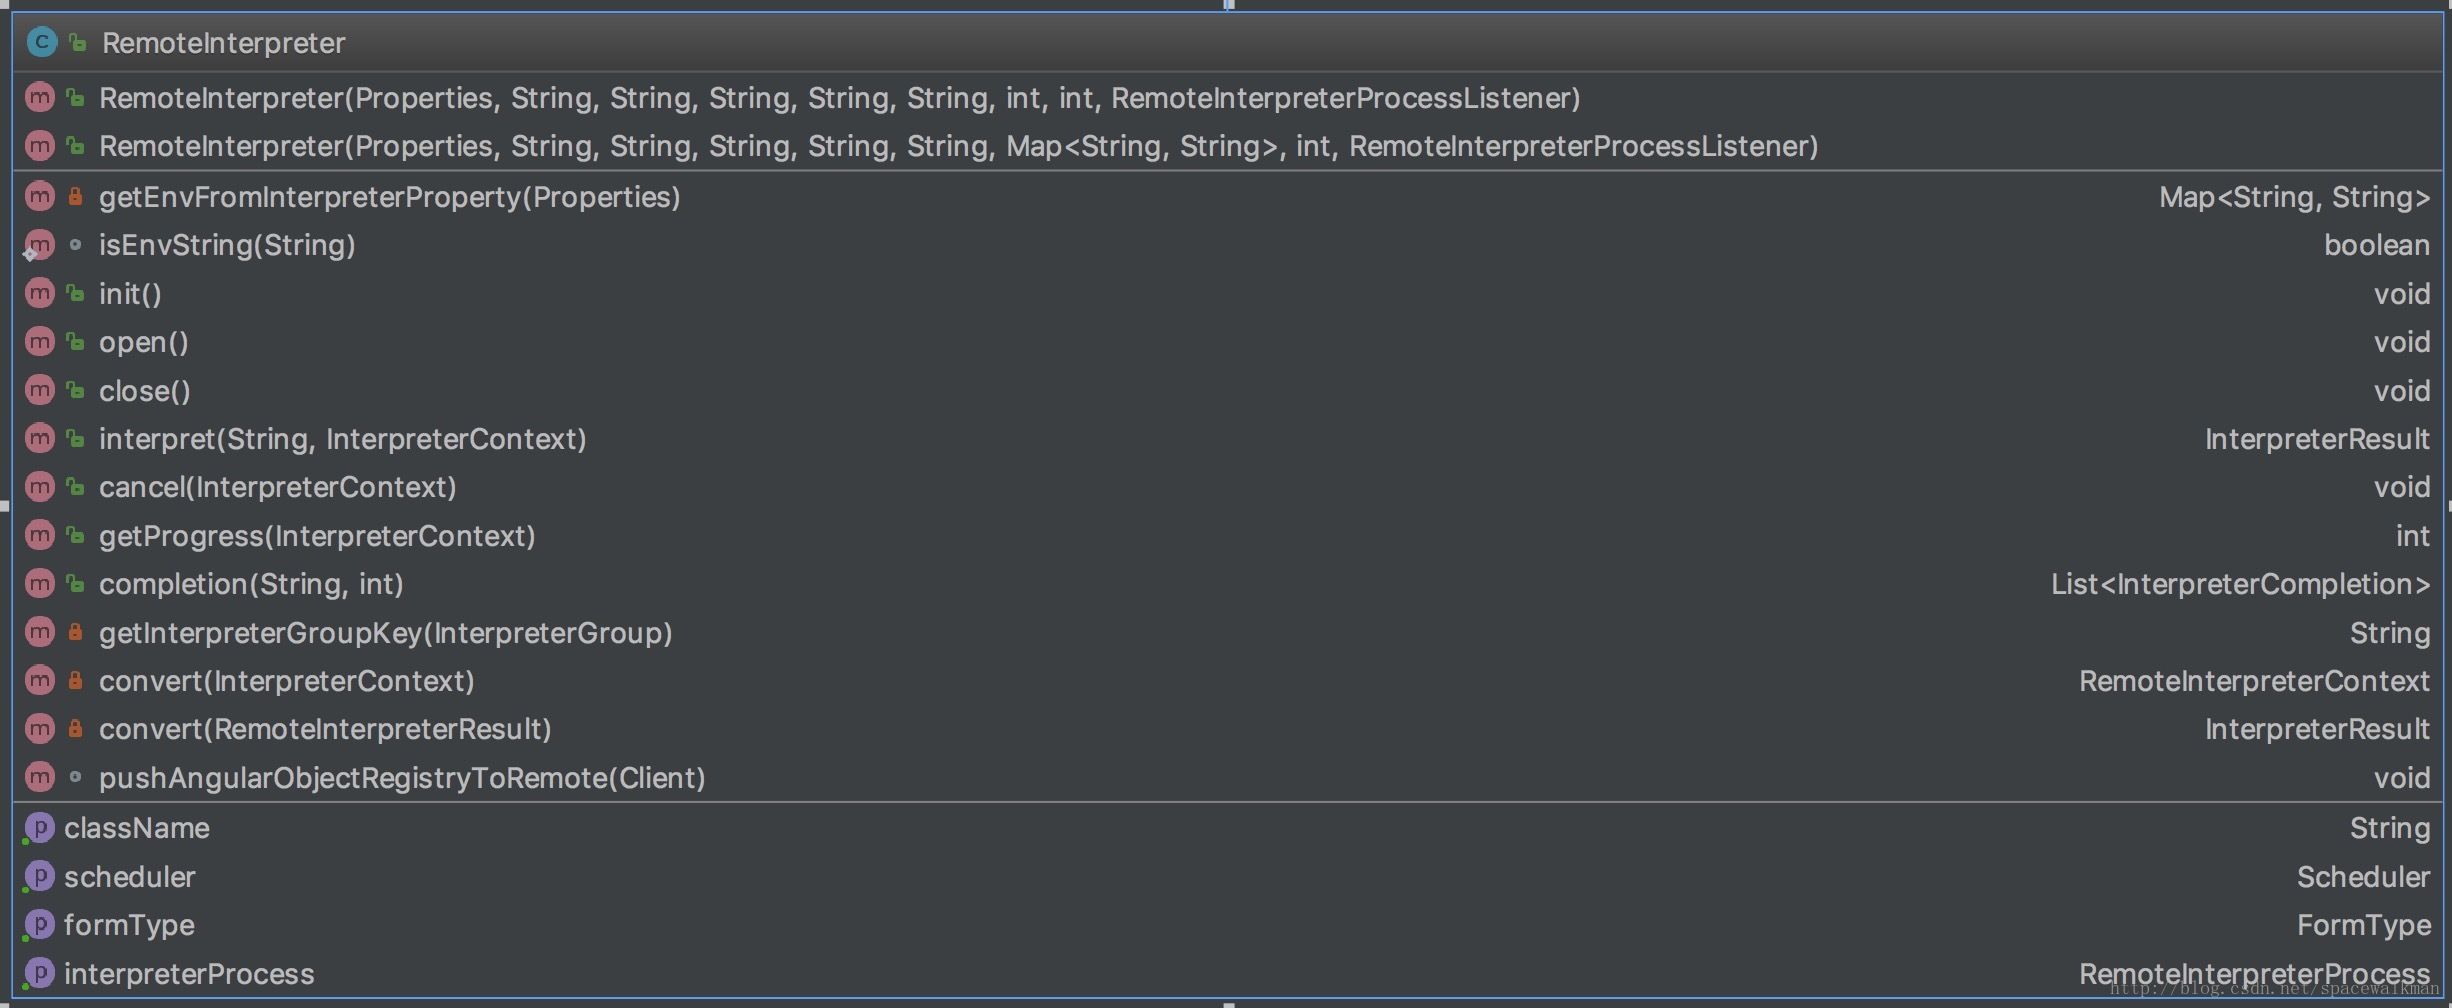 RemoteInterpreter
RemoteInterpreter(Properties, String, String, String, String, String, int, int, RemoteInterpreterProcessListener)
RemoteInterpreter(Properties, String, String, String, String, String, Map<String, String>, int, RemoteInterpreterProcessListener)
getEnvFromInterpreterProperty(Properties) Map<String, String>
isEnvString(String) boolean
init() void
open() void
close() void
interpret(String, InterpreterContext) InterpreterResult
cancel(InterpreterContext) void
getProgress(InterpreterContext) int
completion(String, int) List<InterpreterCompletion>
getInterpreterGroupKey(InterpreterGroup) String
convert(InterpreterContext) RemoteInterpreterContext
convert(RemoteInterpreterResult) InterpreterResult
pushAngularObjectRegistryToRemote(Client) void
className String
scheduler Scheduler
formType FormType
interpreterProcess RemoteInterpreterProcess
http://blog.csdn.net/spacewalkman